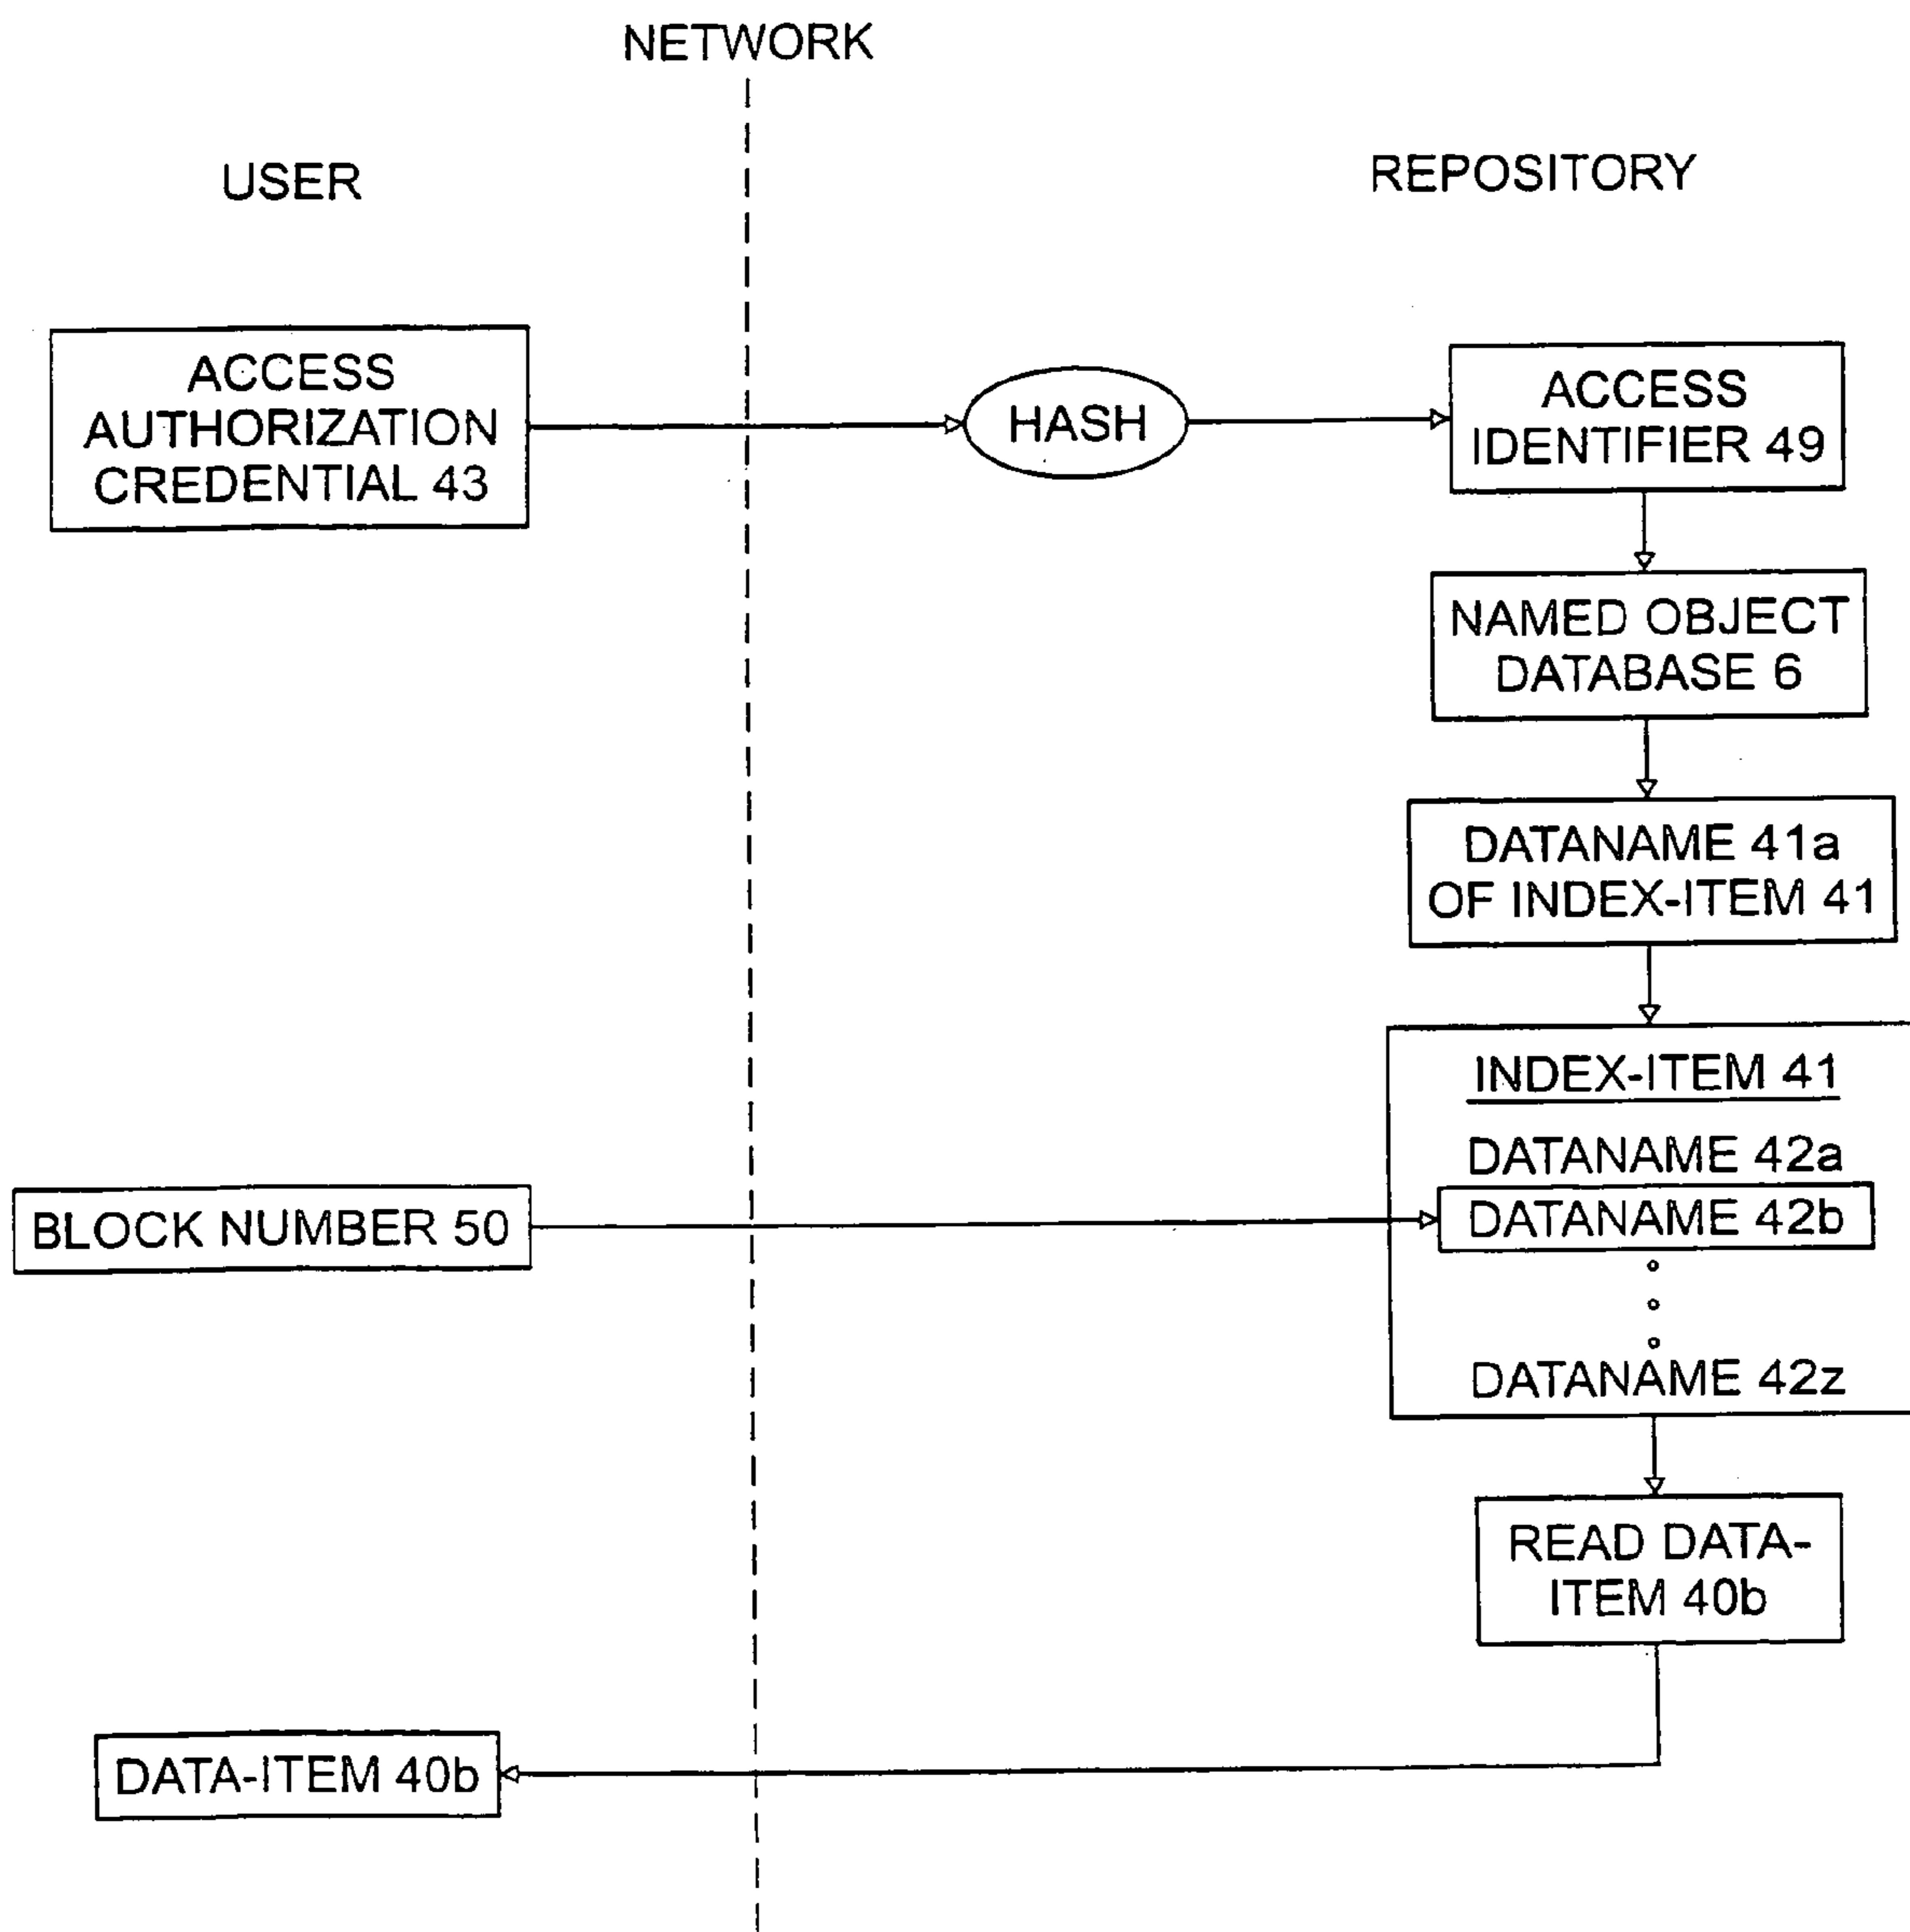 NETWORK
USER
REPOSITORY
ACCESS
AUTHORIZATION
CREDENTIAL 43
HASH
ACCESS
IDENTIFIER 49
NAMED OBJECT
DATABASE 6
DATANAME 41a
OF INDEX-ITEM 41
INDEX-ITEM 41
DATANAME 42a
BLOCK NUMBER 50
DATANAME 42b
DATANAME 42z
READ DATA-
ITEM 40b
DATA-ITEM 40b